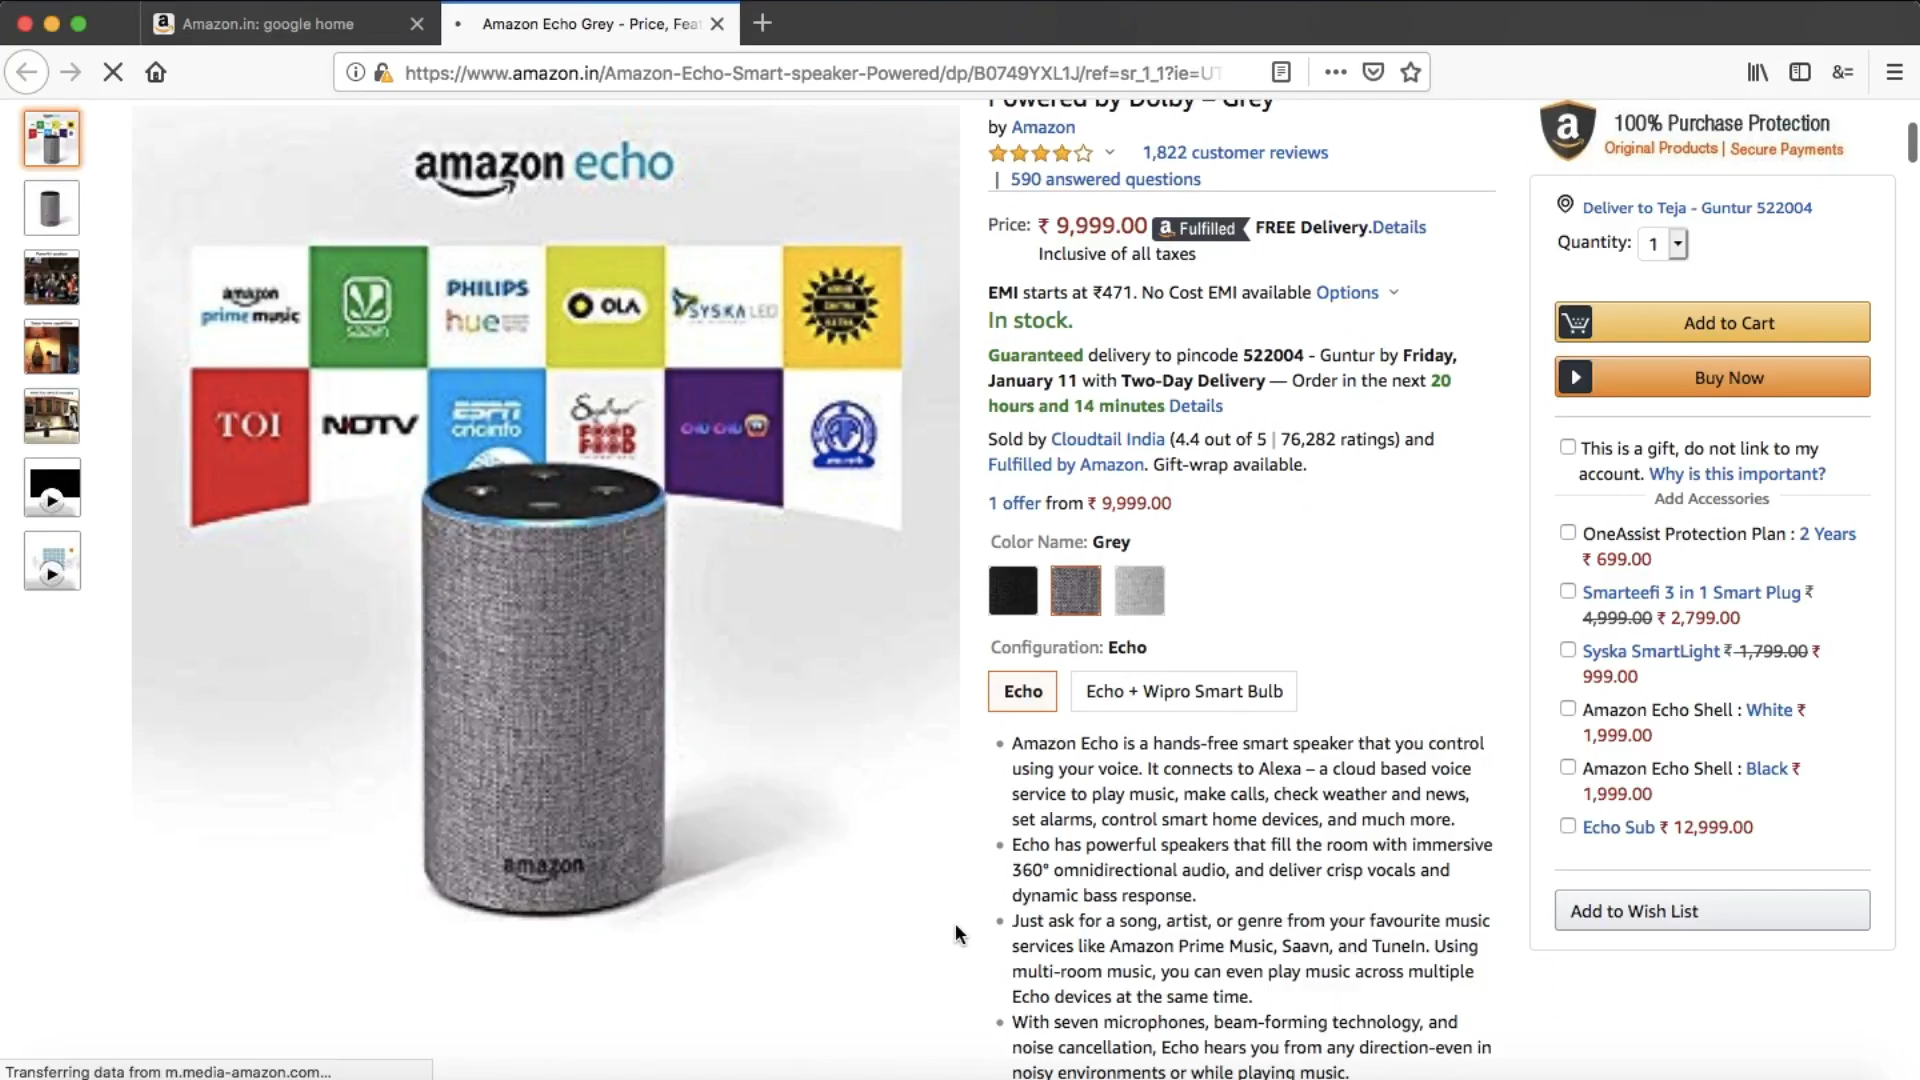 Amazon.in: google home
Amazon Echo Grey - Price, Fea
https://www.amazon.in/Amazon-Echo-Smart-speaker-Powered/dp/B0749YXL1J/ref=sr_1_1?ie=UT
Powered by Dolby – Grey
by Amazon
1,822 customer reviews
| 590 answered questions
Price: ₹ 9,999.00 Fulfilled FREE Delivery.Details
Inclusive of all taxes
EMI starts at ₹471. No Cost EMI available Options
In stock.
Guaranteed delivery to pincode 522004 - Guntur by Friday,
January 11 with Two-Day Delivery — Order in the next 20
hours and 14 minutes Details
Sold by Cloudtail India (4.4 out of 5 | 76,282 ratings) and
Fulfilled by Amazon. Gift-wrap available.
1 offer from ₹ 9,999.00
Color Name: Grey
Configuration: Echo
Echo
Echo + Wipro Smart Bulb
Amazon Echo is a hands-free smart speaker that you control
using your voice. It connects to Alexa – a cloud based voice
service to play music, make calls, check weather and news,
set alarms, control smart home devices, and much more.
Echo has powerful speakers that fill the room with immersive
360° omnidirectional audio, and deliver crisp vocals and
dynamic bass response.
Just ask for a song, artist, or genre from your favourite music
services like Amazon Prime Music, Saavn, and TuneIn. Using
multi-room music, you can even play music across multiple
Echo devices at the same time.
With seven microphones, beam-forming technology, and
noise cancellation, Echo hears you from any direction-even in
noisy environments or while playing music.
amazon echo
amazon
prime music
saavn
PHILIPS
hue
OLA
SYSKA LED
TOI
NDTV
ESPN
cricinfo
FOOD
FOOD
CHU CHU
amazon
100% Purchase Protection
Original Products | Secure Payments
Deliver to Teja - Guntur 522004
Quantity: 1
Add to Cart
Buy Now
This is a gift, do not link to my
account. Why is this important?
Add Accessories
OneAssist Protection Plan : 2 Years
₹ 699.00
Smarteefi 3 in 1 Smart Plug ₹
4,999.00 ₹ 2,799.00
Syska SmartLight ₹ 1,799.00 ₹
999.00
Amazon Echo Shell : White ₹
1,999.00
Amazon Echo Shell : Black ₹
1,999.00
Echo Sub ₹ 12,999.00
Add to Wish List
Transferring data from m.media-amazon.com...